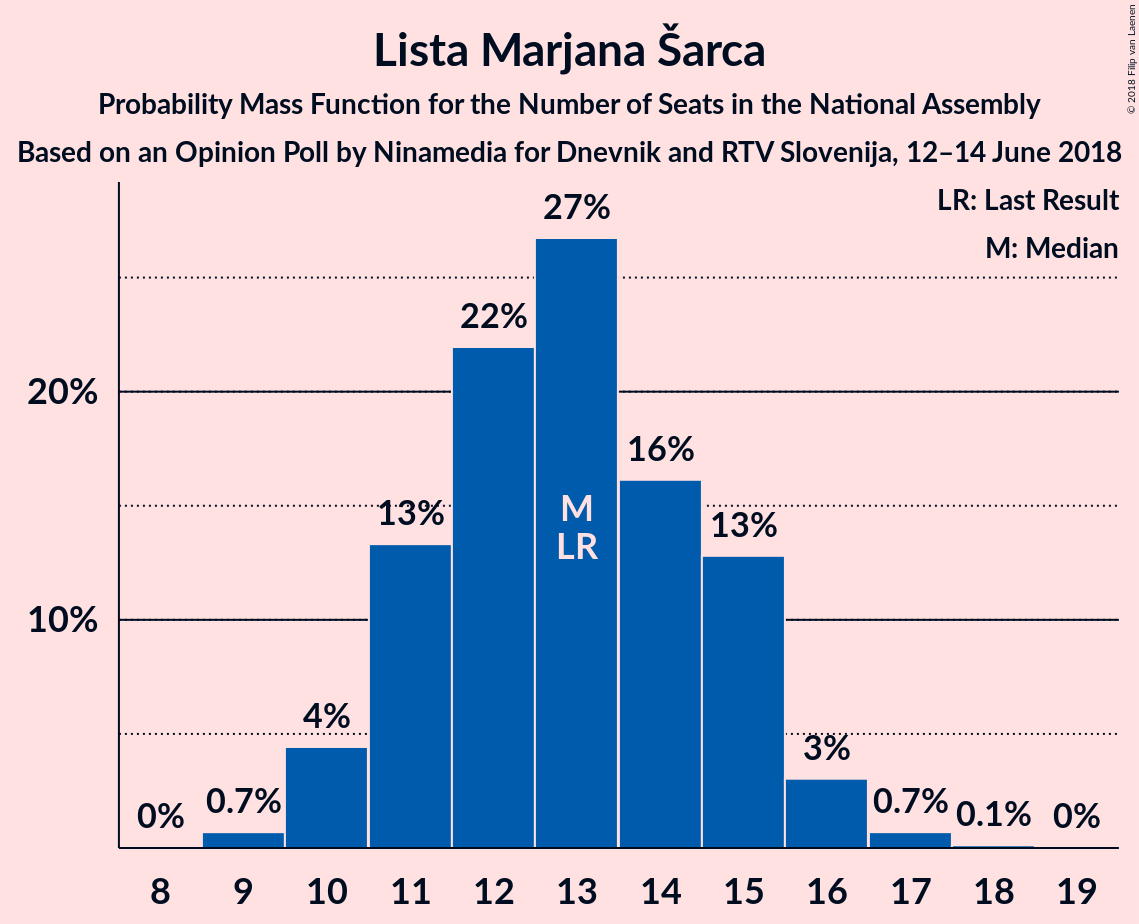 Lista Marjana Šarca
Probability Mass Function for the Number of Seats in the National Assembly
Based on an Opinion Poll by Ninamedia for Dnevnik and RTV Slovenija, 12–14 June 2018
© 2018 Filip van Laenen
LR: Last Result
M: Median
27%
22%
20%
16%
M
13%
13%
LR
10%
4%
3%
0%
0.7%
0.7%
0.1%
0%
8 9 10 11 12 13 14 15 16 17 18 19